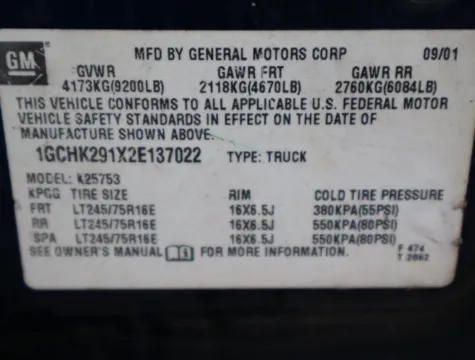 GM
MFD BY GENERAL MOTORS CORP 09/01
GVWR GAWR FRT GAWR RR
4173KG(9200LB) 2118KG(4670LB) 2760KG(6084LB)
THIS VEHICLE CONFORMS TO ALL APPLICABLE U.S. FEDERAL MOTOR
VEHICLE SAFETY STANDARDS IN EFFECT ON THE DATE OF
MANUFACTURE SHOWN ABOVE.
1GCHK291X2E137022 TYPE: TRUCK
MODEL: K25753
KPGG TIRE SIZE RIM COLD TIRE PRESSURE
FRT LT245/75R16E 16X6.5J 380KPA(55PSI)
RR LT245/75R16E 16X6.5J 550KPA(80PSI)
SPA LT245/75R16E 16X6.5J 550KPA(80PSI)
SEE OWNER'S MANUAL FOR MORE INFORMATION.
F 474
T 2862